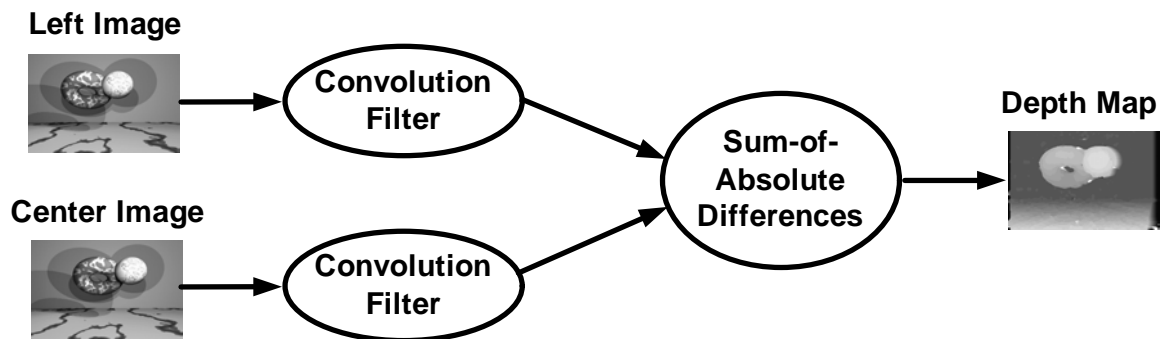 Left Image
Convolution
Filter
Sum-of-
Absolute
Differences
Depth Map
Center Image
Convolution
Filter